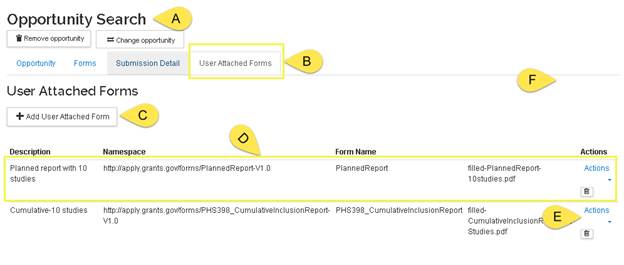 Opportunity Search
A
Remove opportunity
Change opportunity
Opportunity
Forms
Submission Detail
User Attached Forms
B
F
User Attached Forms
Add User Attached Form
C
D
Description Namespace Form Name Actions
Planned report with 10 http://apply.grants.gov/forms/PlannedReport-V1.0 PlannedReport filled-PlannedReport- Actions
studies 10studies.pdf
Cumulative-10 studies http://apply.grants.gov/forms/PHS398_CumulativeInclusionReport- PHS398_CumulativeInclusionReport filled- E Actions
V1.0 CumulativeInclusionR
Studies.pdf